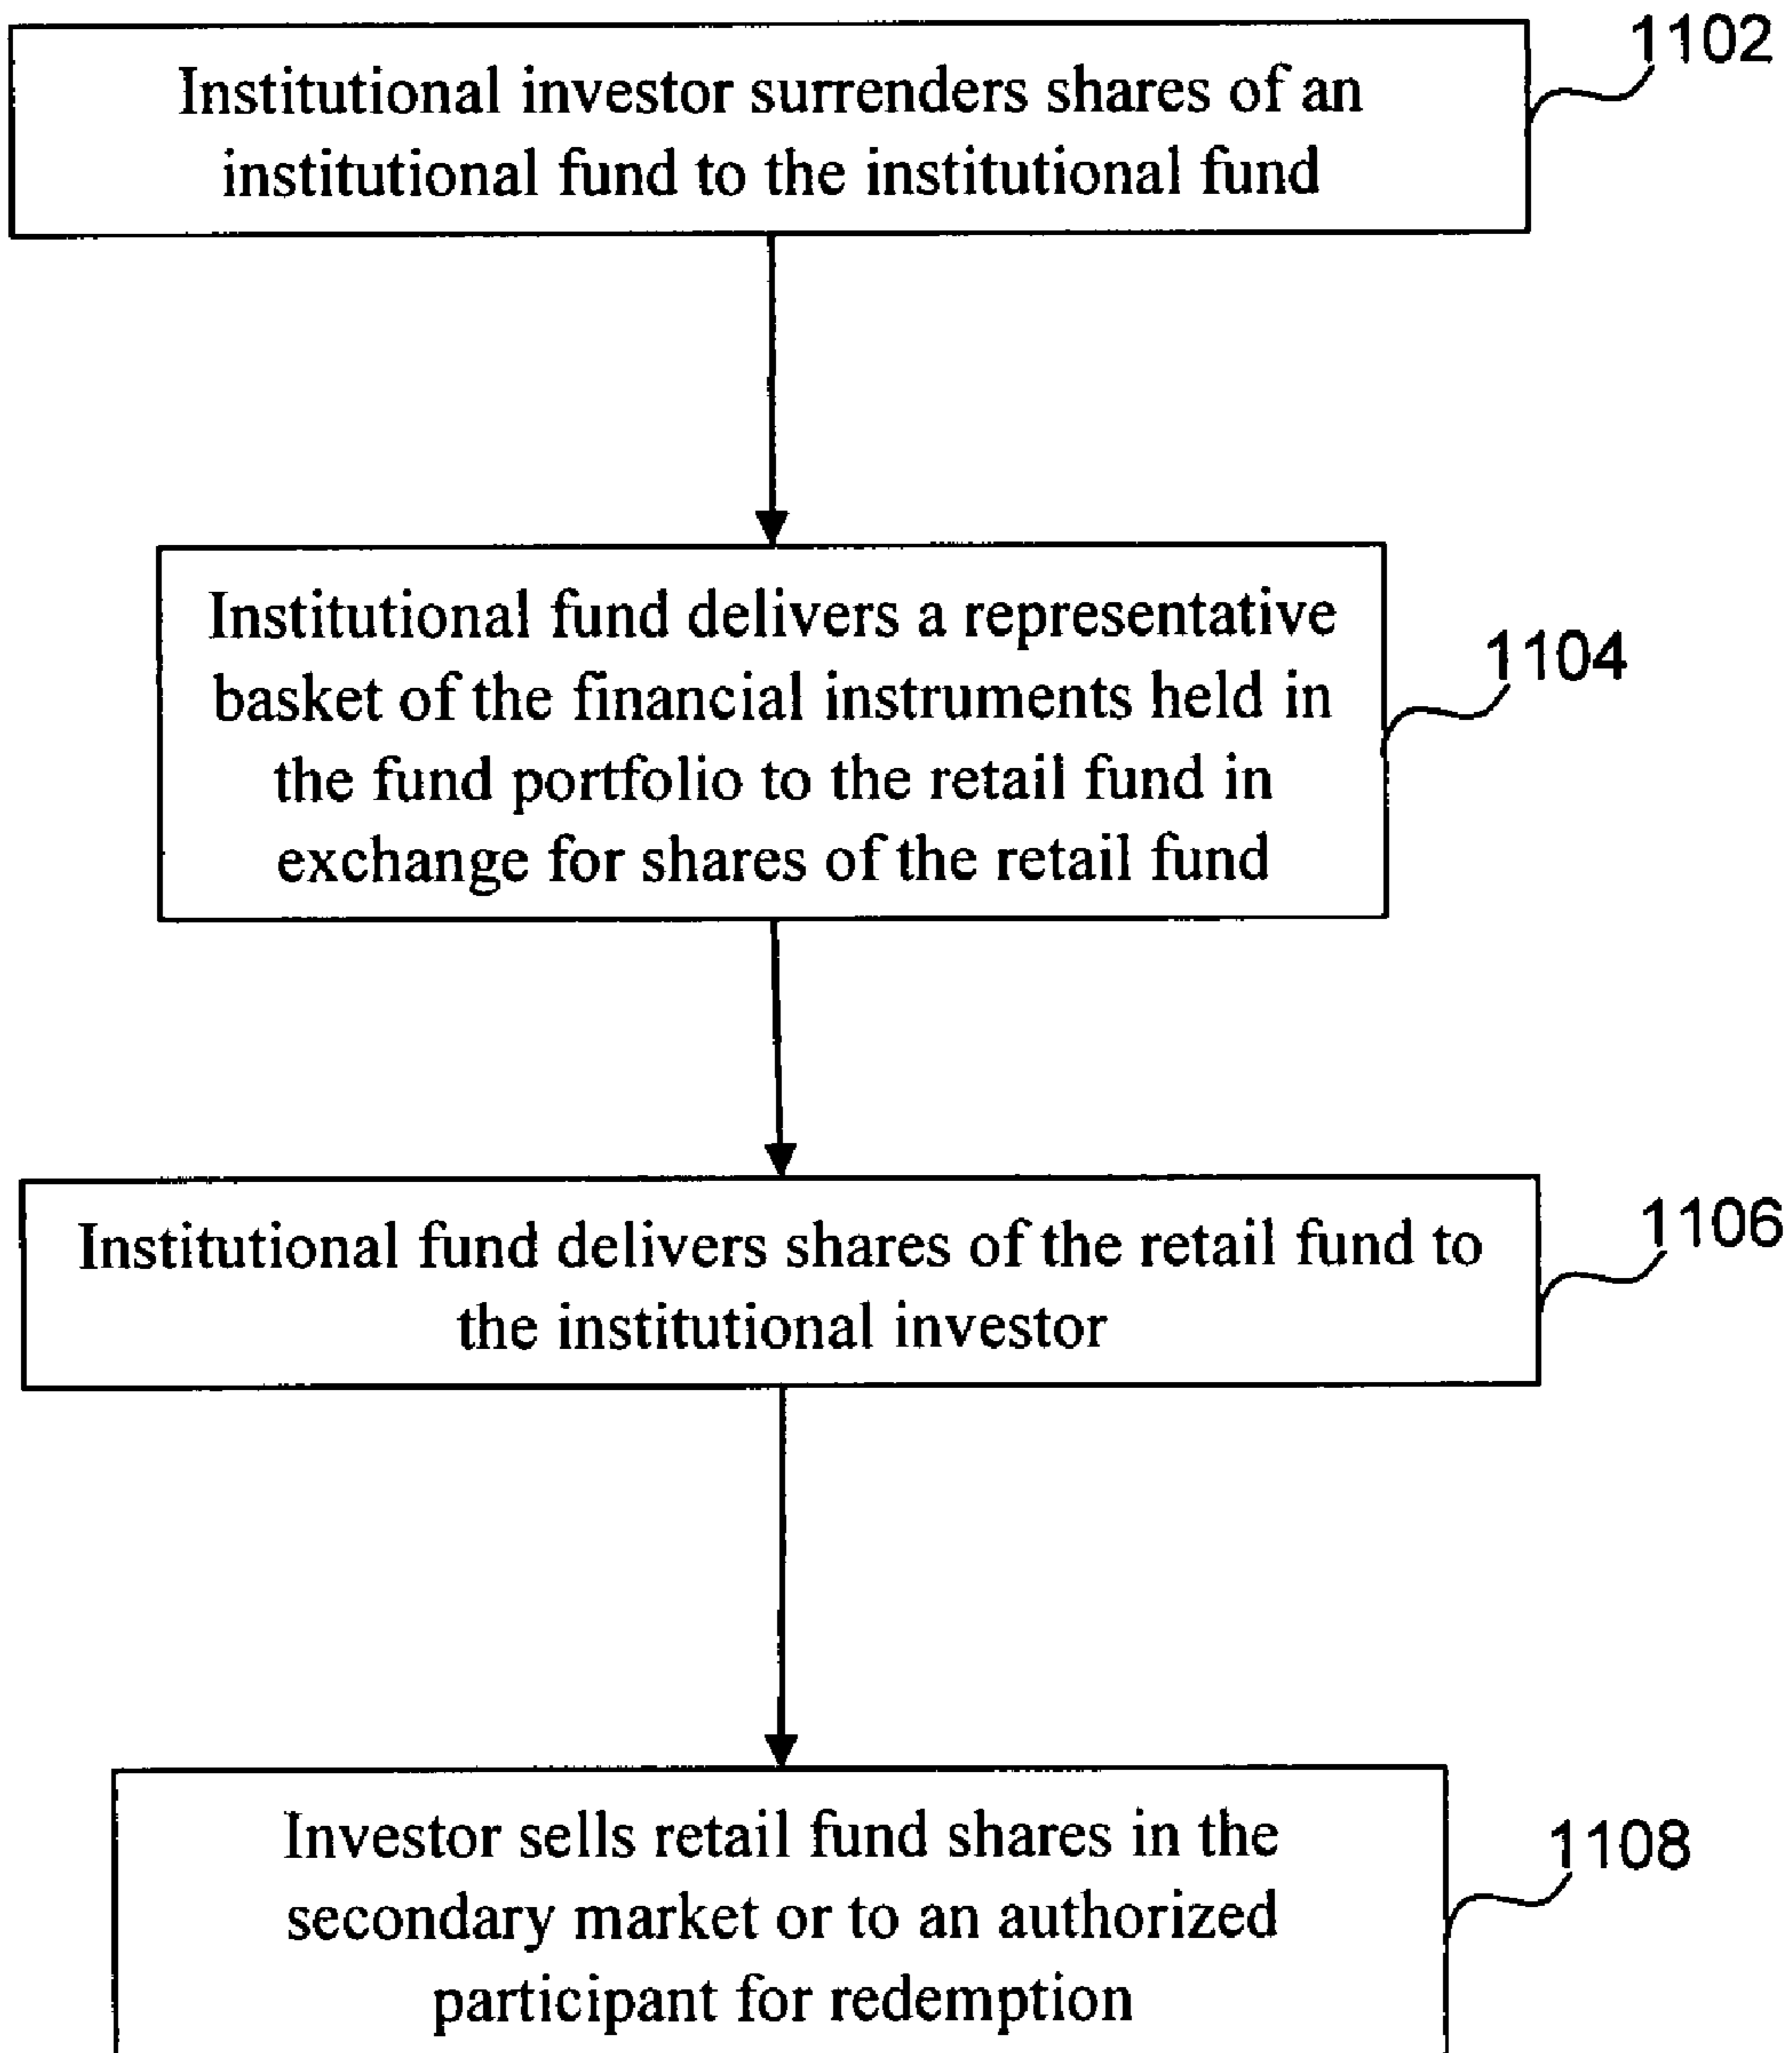 1102
Institutional investor surrenders shares of an
institutional fund to the institutional fund
Institutional fund delivers a representative
basket of the financial instruments held in
the fund portfolio to the retail fund in
exchange for shares of the retail fund
1104
Institutional fund delivers shares of the retail fund to
the institutional investor
1106
Investor sells retail fund shares in the
secondary market or to an authorized
participant for redemption
1108